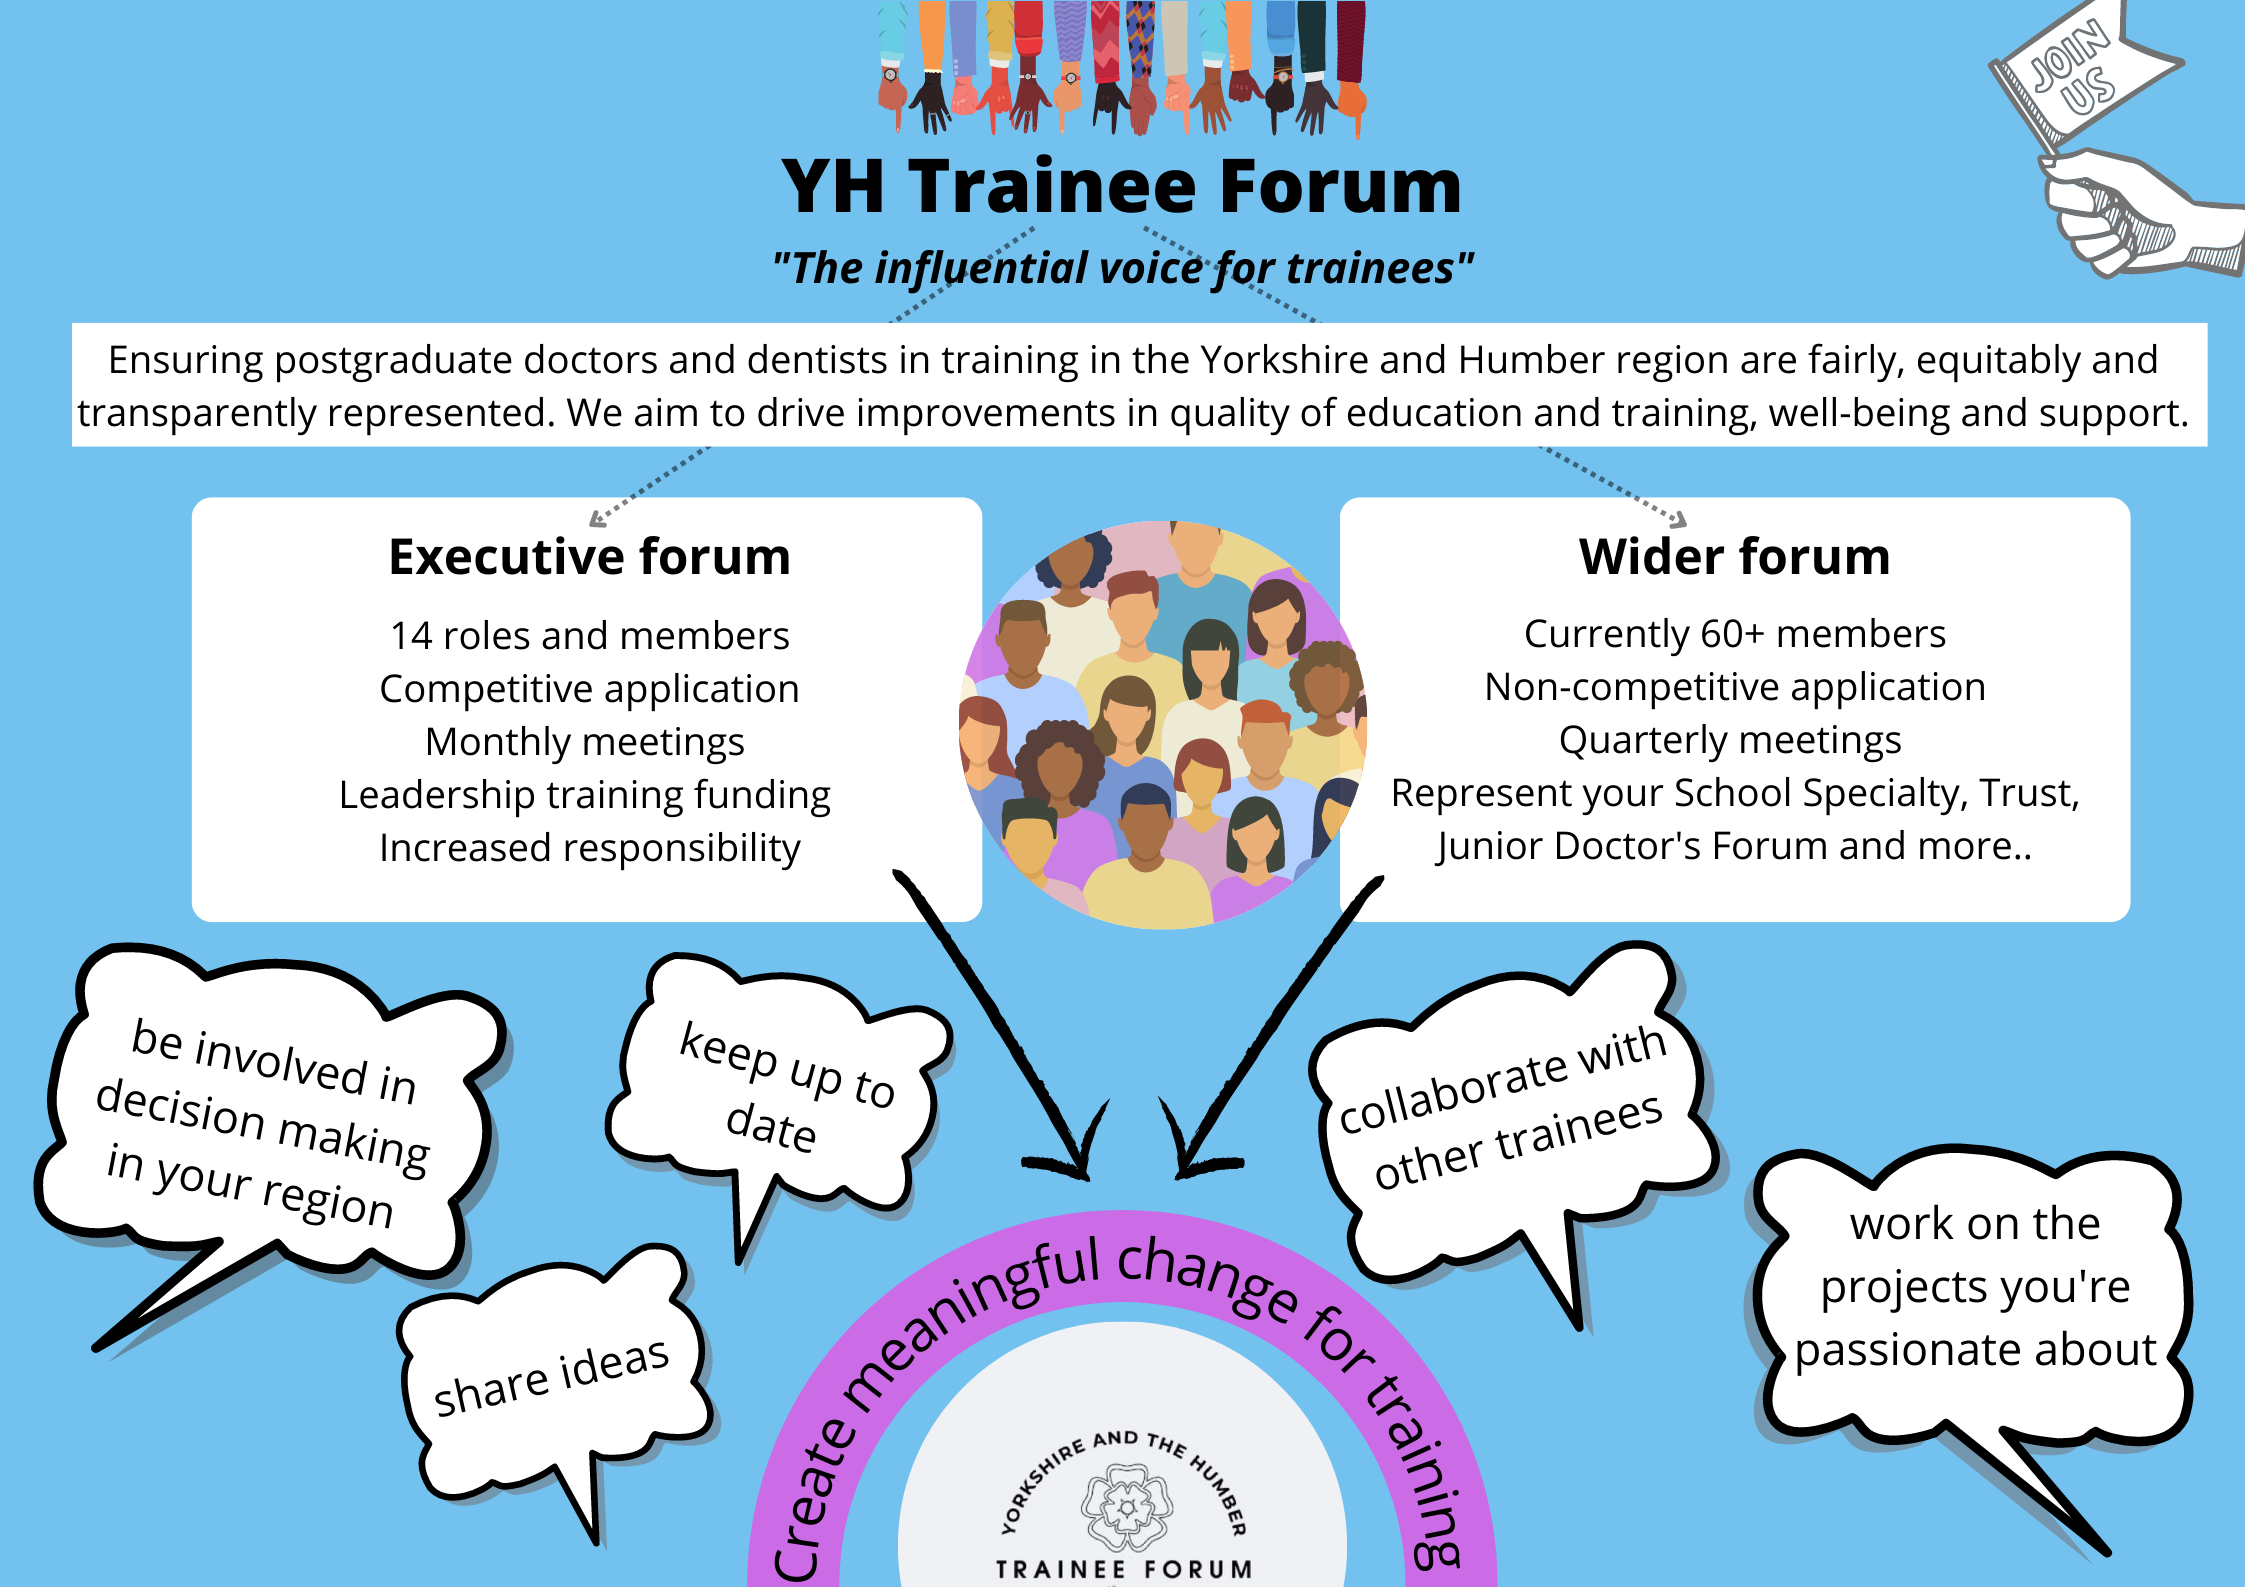 JOIN
US
YH Trainee Forum
"The influential voice for trainees"
Ensuring postgraduate doctors and dentists in training in the Yorkshire and Humber region are fairly, equitably and
transparently represented. We aim to drive improvements in quality of education and training, well-being and support.
Executive forum
14 roles and members
Competitive application
Monthly meetings
Leadership training funding
Increased responsibility
Wider forum
Currently 60+ members
Non-competitive application
Quarterly meetings
Represent your School Specialty, Trust,
Junior Doctor's Forum and more..
be involved in
decision making
in your region
keep up to
date
share ideas
collaborate with
other trainees
work on the
projects you're
passionate about
Create meaningful change for training
YORKSHIRE AND THE HUMBER
TRAINEE FORUM